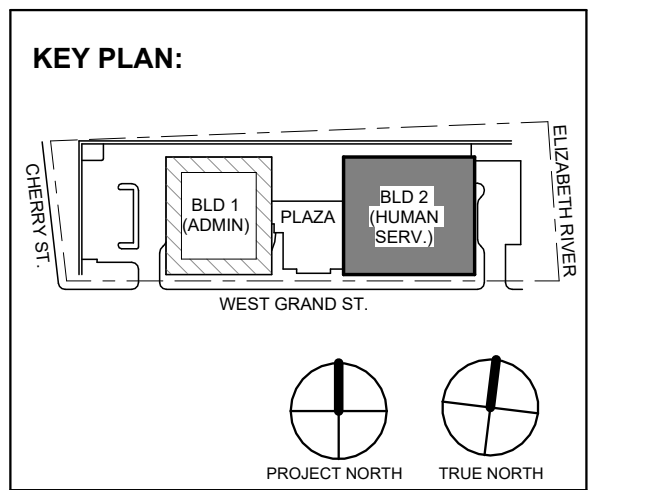 KEY PLAN:
CHERRY ST.
BLD 1
(ADMIN)
PLAZA
BLD 2
(HUMAN
SERV.)
ELIZABETH RIVER
WEST GRAND ST.
PROJECT NORTH
TRUE NORTH